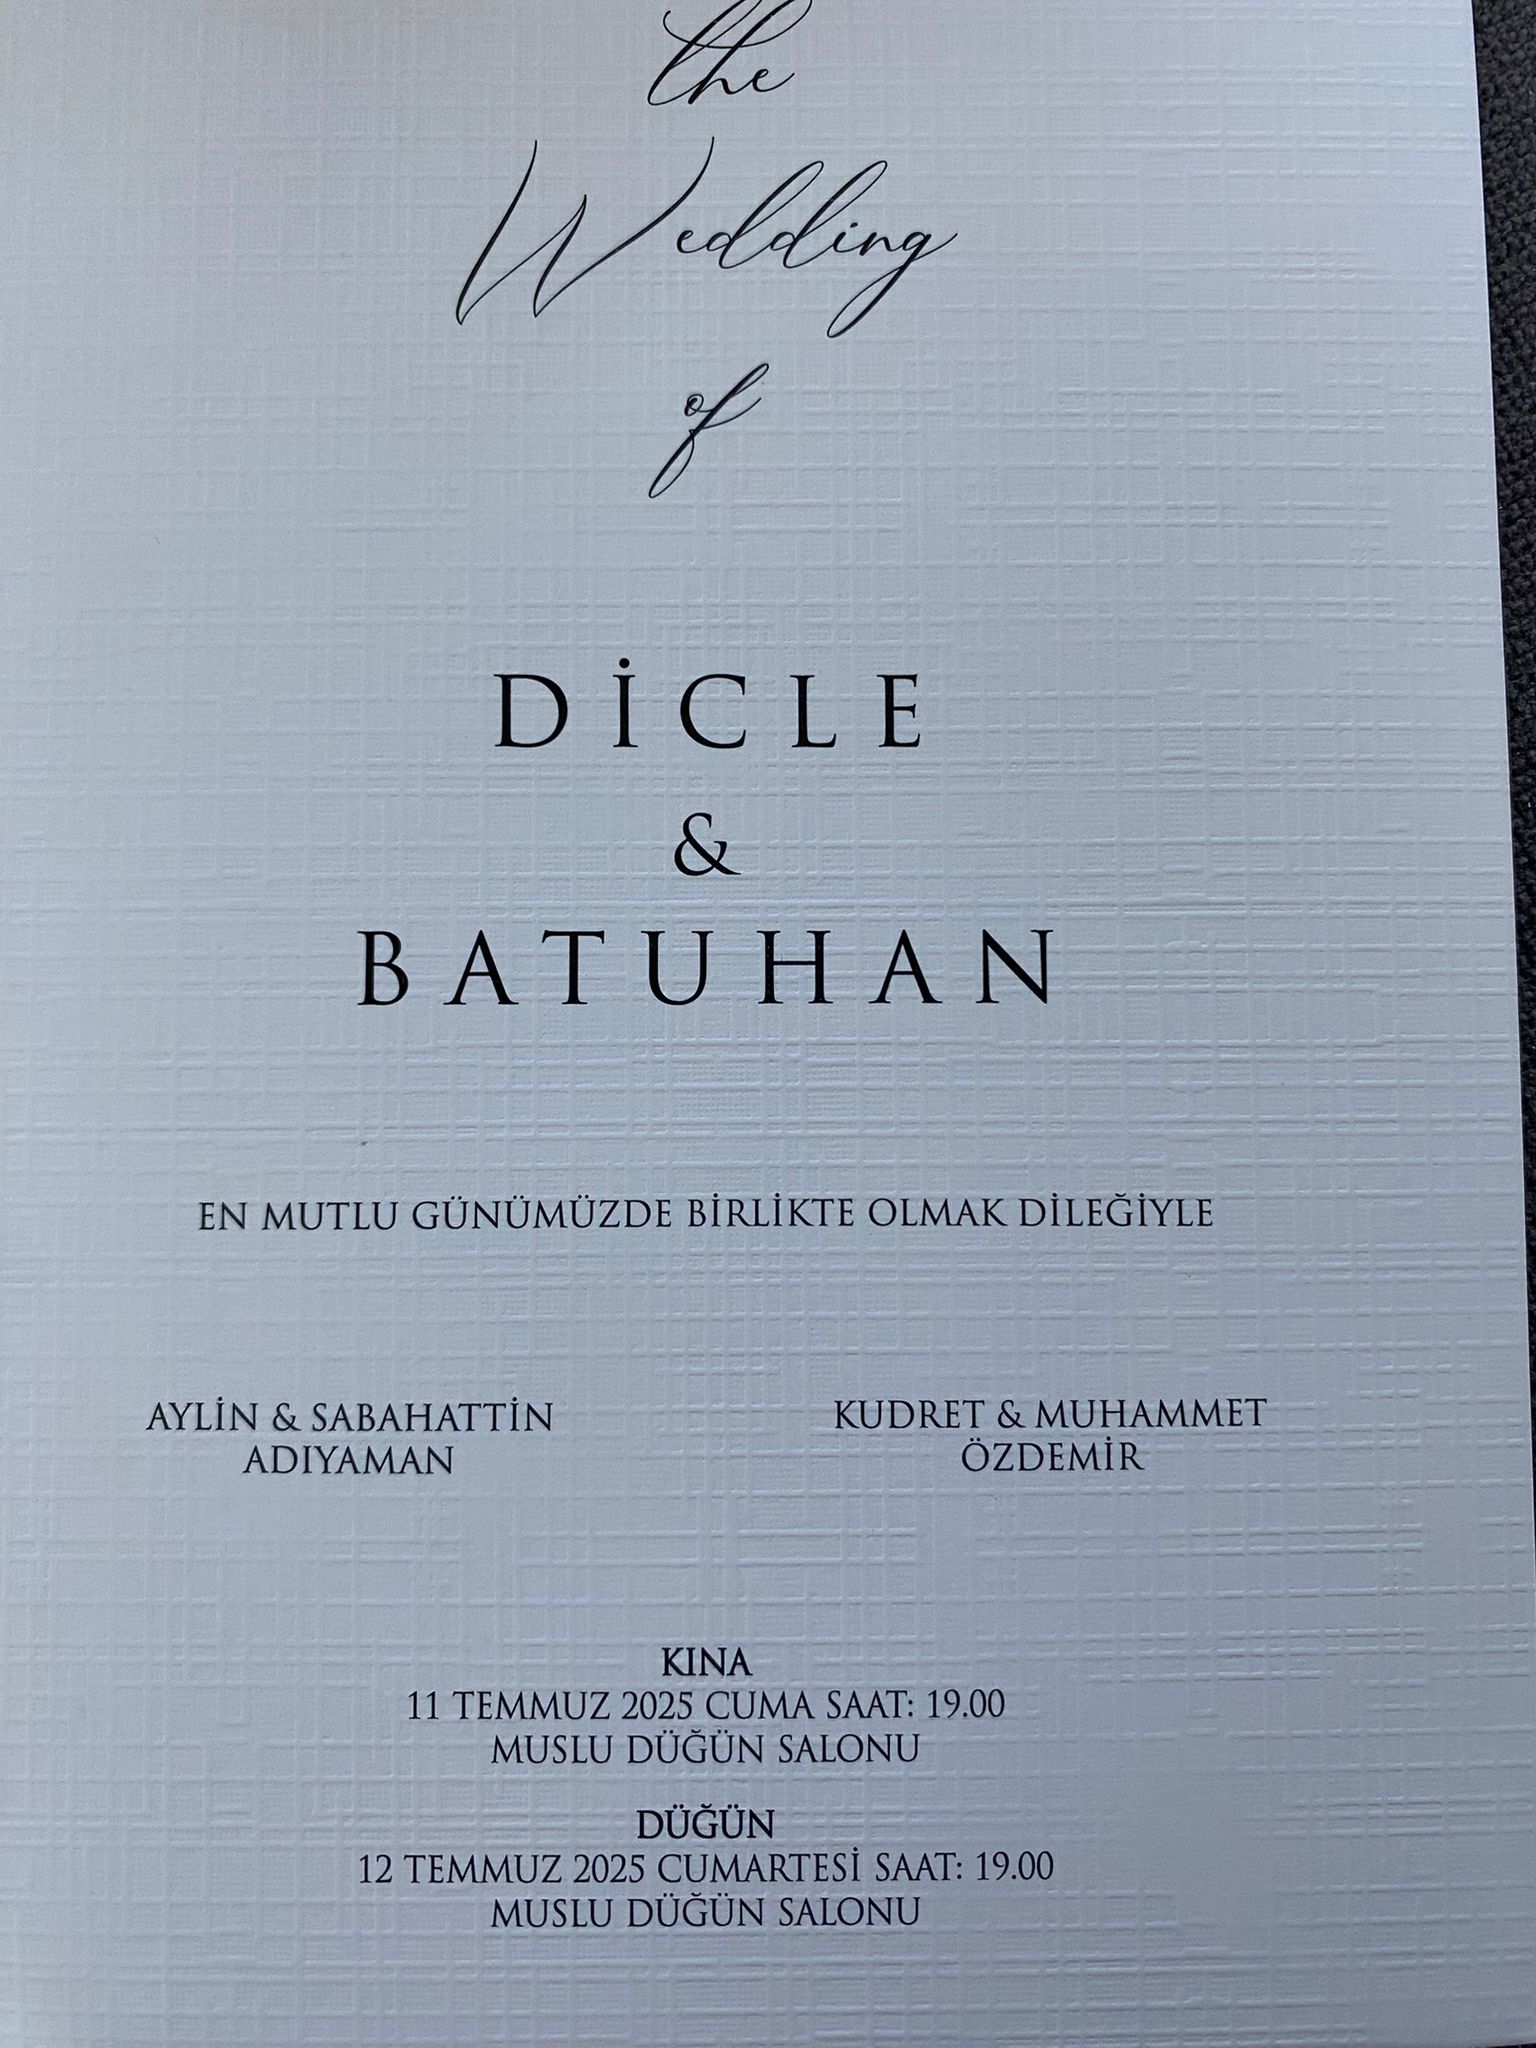 the
Wedding
of
DİCLE
&
BATUHAN
EN MUTLU GÜNÜMÜZDE BİRLİKTE OLMAK DİLEĞİYLE
AYLİN & SABAHATTİN
ADIYAMAN
KUDRET & MUHAMMET
ÖZDEMİR
KINA
11 TEMMUZ 2025 CUMA SAAT: 19.00
MUSLU DÜĞÜN SALONU
DÜĞÜN
12 TEMMUZ 2025 CUMARTESİ SAAT: 19.00
MUSLU DÜĞÜN SALONU